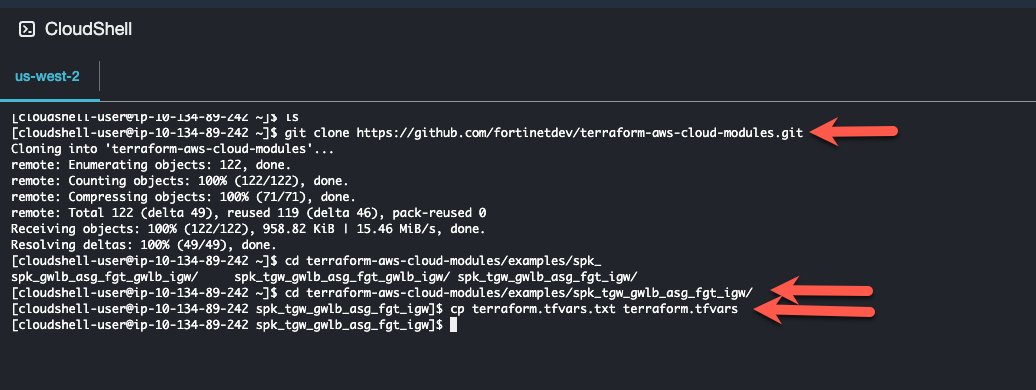 CloudShell
us-west-2
[cloudshell-user@ip-10-134-89-242 ~]$ ls
[cloudshell-user@ip-10-134-89-242 ~]$ git clone https://github.com/fortinetdev/terraform-aws-cloud-modules.git
Cloning into 'terraform-aws-cloud-modules'...
remote: Enumerating objects: 122, done.
remote: Counting objects: 100% (122/122), done.
remote: Compressing objects: 100% (71/71), done.
remote: Total 122 (delta 49), reused 119 (delta 46), pack-reused 0
Receiving objects: 100% (122/122), 958.82 KiB | 15.46 MiB/s, done.
Resolving deltas: 100% (49/49), done.
[cloudshell-user@ip-10-134-89-242 ~]$ cd terraform-aws-cloud-modules/examples/spk_
spk_gwlb_asg_fgt_gwlb_igw/     spk_tgw_gwlb_asg_fgt_gwlb_igw/ spk_tgw_gwlb_asg_fgt_igw/
[cloudshell-user@ip-10-134-89-242 ~]$ cd terraform-aws-cloud-modules/examples/spk_tgw_gwlb_asg_fgt_igw/
[cloudshell-user@ip-10-134-89-242 spk_tgw_gwlb_asg_fgt_igw]$ cp terraform.tfvars.txt terraform.tfvars
[cloudshell-user@ip-10-134-89-242 spk_tgw_gwlb_asg_fgt_igw]$